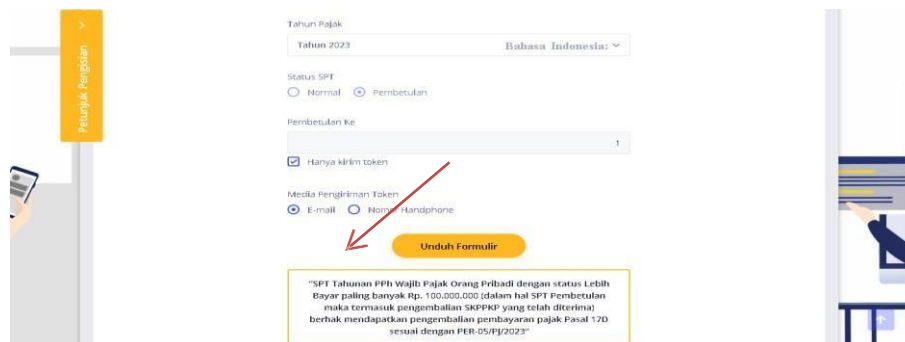 Petunjuk Pengisian
Tahun Pajak
Tahun 2023
Bahasa Indonesia:
Status SPT
Normal
Pembetulan
Pembetulan Ke
1
Hanya kirim token
Media Pengiriman Token
E-mail
Nomor Handphone
Unduh Formulir
"SPT Tahunan PPh Wajib Pajak Orang Pribadi dengan status Lebih
Bayar paling banyak Rp. 100.000.000 (dalam hal SPT Pembetulan
maka termasuk pengembalian SKPPKP yang telah diterima)
berhak mendapatkan pengembalian pembayaran pajak Pasal 17D
sesuai dengan PER-05/PJ/2023"